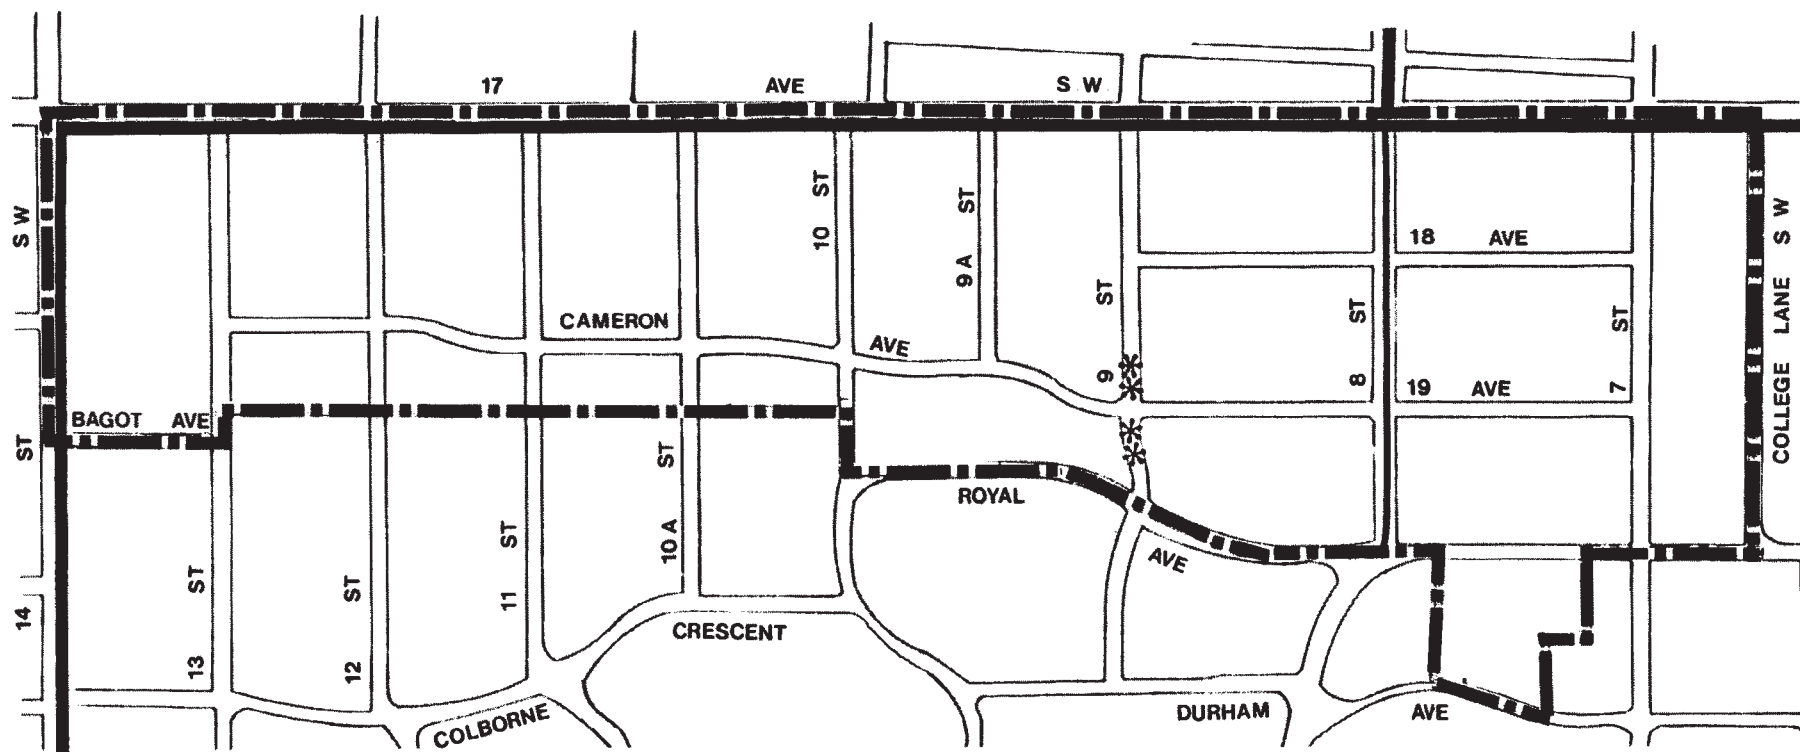 17 AVE S W
S W
ST
14
10 ST
9 A ST
9 ST
8 ST
7 ST
18 AVE
19 AVE
COLLEGE LANE S W
CAMERON AVE
BAGOT AVE
13 ST
12 ST
11 ST
10 A ST
ROYAL AVE
CRESCENT
COLBORNE
DURHAM AVE